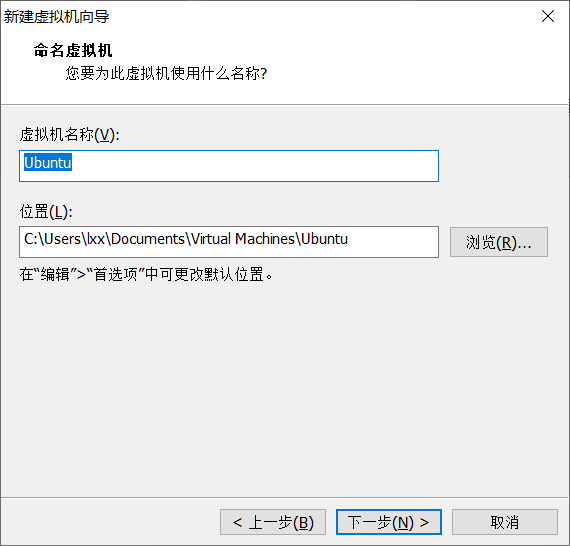 新建虚拟机向导
命名虚拟机
您要为此虚拟机使用什么名称?
虚拟机名称(V):
Ubuntu
位置(L):
C:\Users\lxx\Documents\Virtual Machines\Ubuntu
浏览(R)...
在“编辑”>“首选项”中可更改默认位置。
< 上一步(B)
下一步(N) >
取消